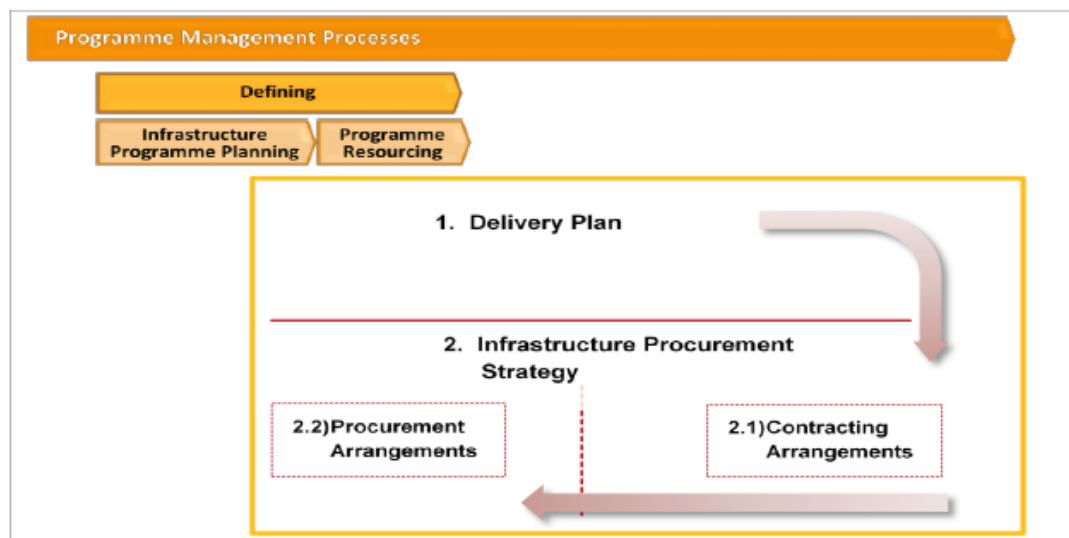 Programme Management Processes
Defining
Infrastructure
Programme Planning
Programme
Resourcing
1. Delivery Plan
2. Infrastructure Procurement
Strategy
2.2)Procurement
Arrangements
2.1)Contracting
Arrangements